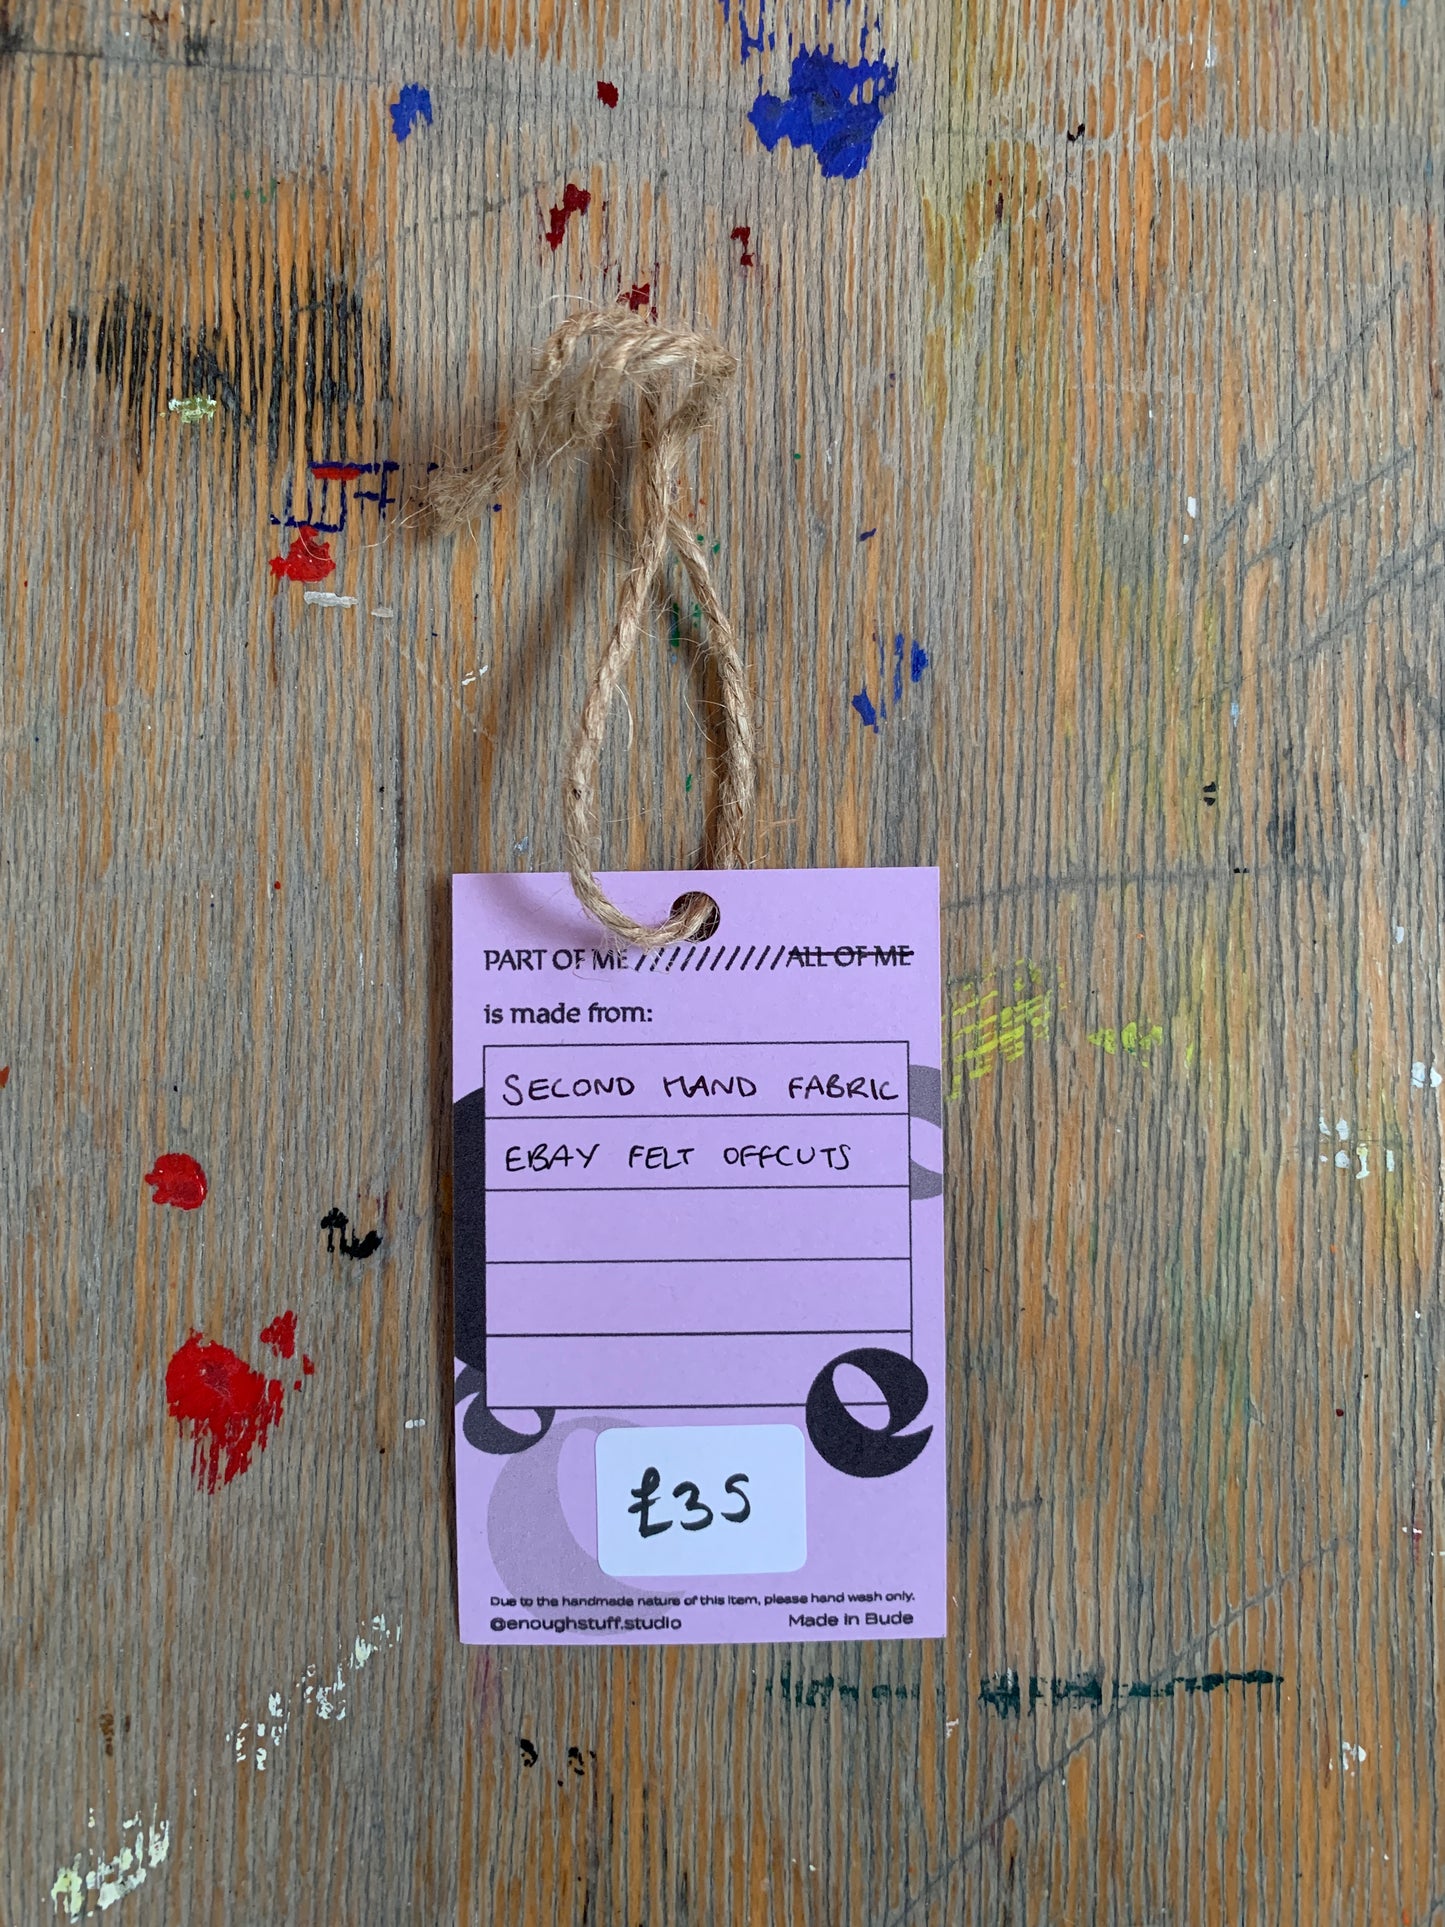 PART OF ME ////////// ALL OF ME
is made from:
SECOND HAND FABRIC
EBAY FELT OFFCUTS
£35
Due to the handmade nature of this item, please hand wash only.
@enoughstuff.studio Made in Bude